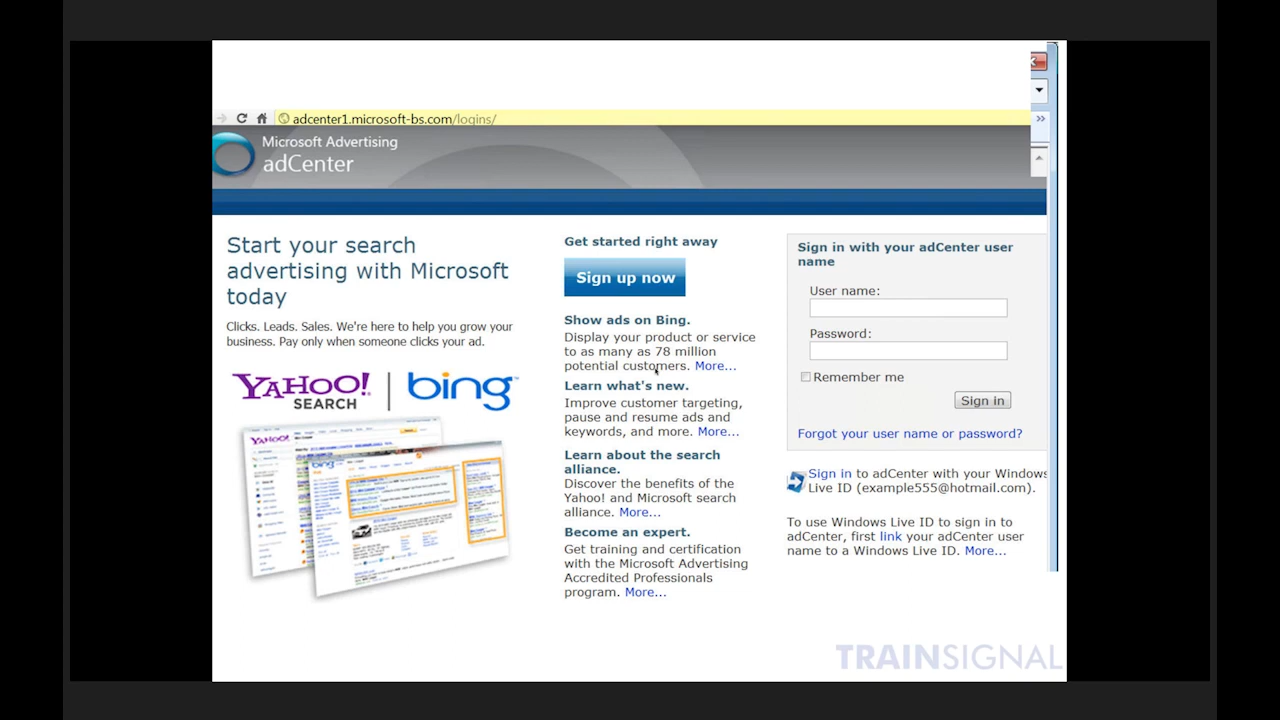 adcenter1.microsoft-bs.com/logins/
Microsoft Advertising
adCenter
Start your search
advertising with Microsoft
today
Clicks. Leads. Sales. We're here to help you grow your
business. Pay only when someone clicks your ad.
YAHOO! | bing
SEARCH
YAHOO!
bing
Get started right away
Sign up now
Show ads on Bing.
Display your product or service
to as many as 78 million
potential customers. More...
Learn what's new.
Improve customer targeting,
pause and resume ads and
keywords, and more. More...
Learn about the search
alliance.
Discover the benefits of the
Yahoo! and Microsoft search
alliance. More...
Become an expert.
Get training and certification
with the Microsoft Advertising
Accredited Professionals
program. More...
Sign in with your adCenter user
name
User name:
Password:
Remember me
Sign in
Forgot your user name or password?
Sign in to adCenter with your Windows
Live ID (example555@hotmail.com).
To use Windows Live ID to sign in to
adCenter, first link your adCenter user
name to a Windows Live ID. More...
TRAINSIGNAL